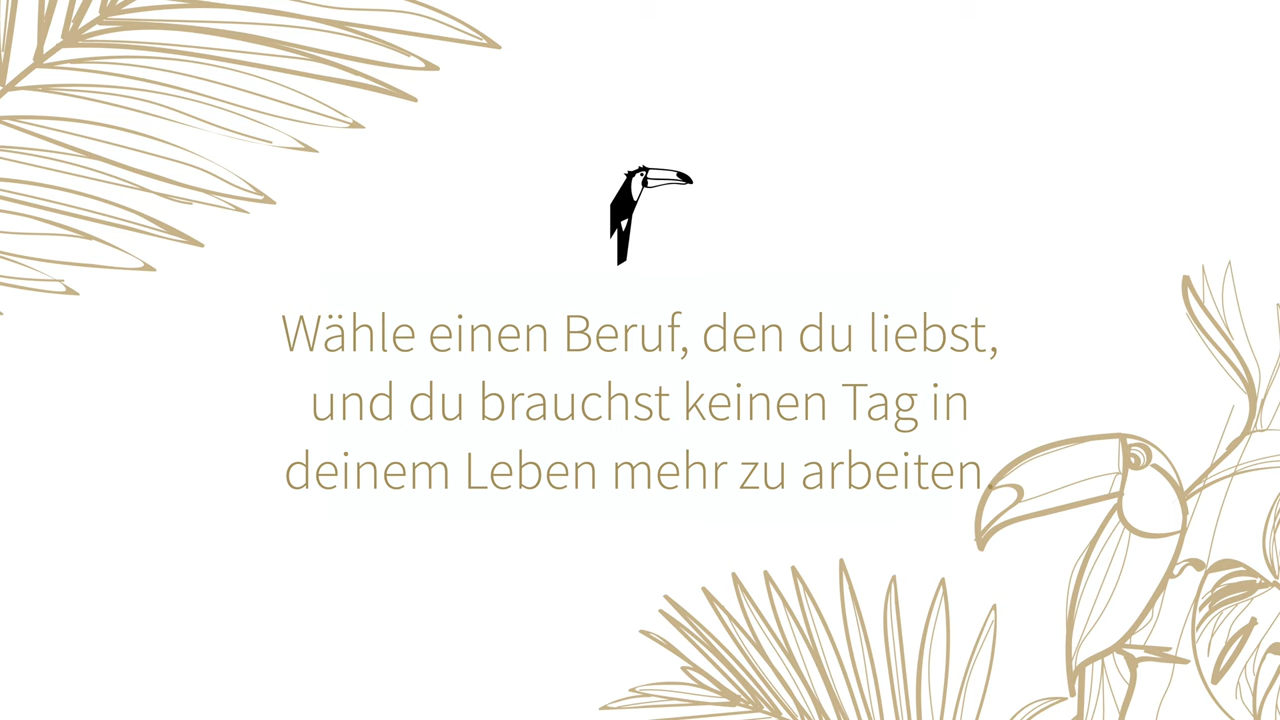 Wähle einen Beruf, den du liebst,
und du brauchst keinen Tag in
deinem Leben mehr zu arbeiten.